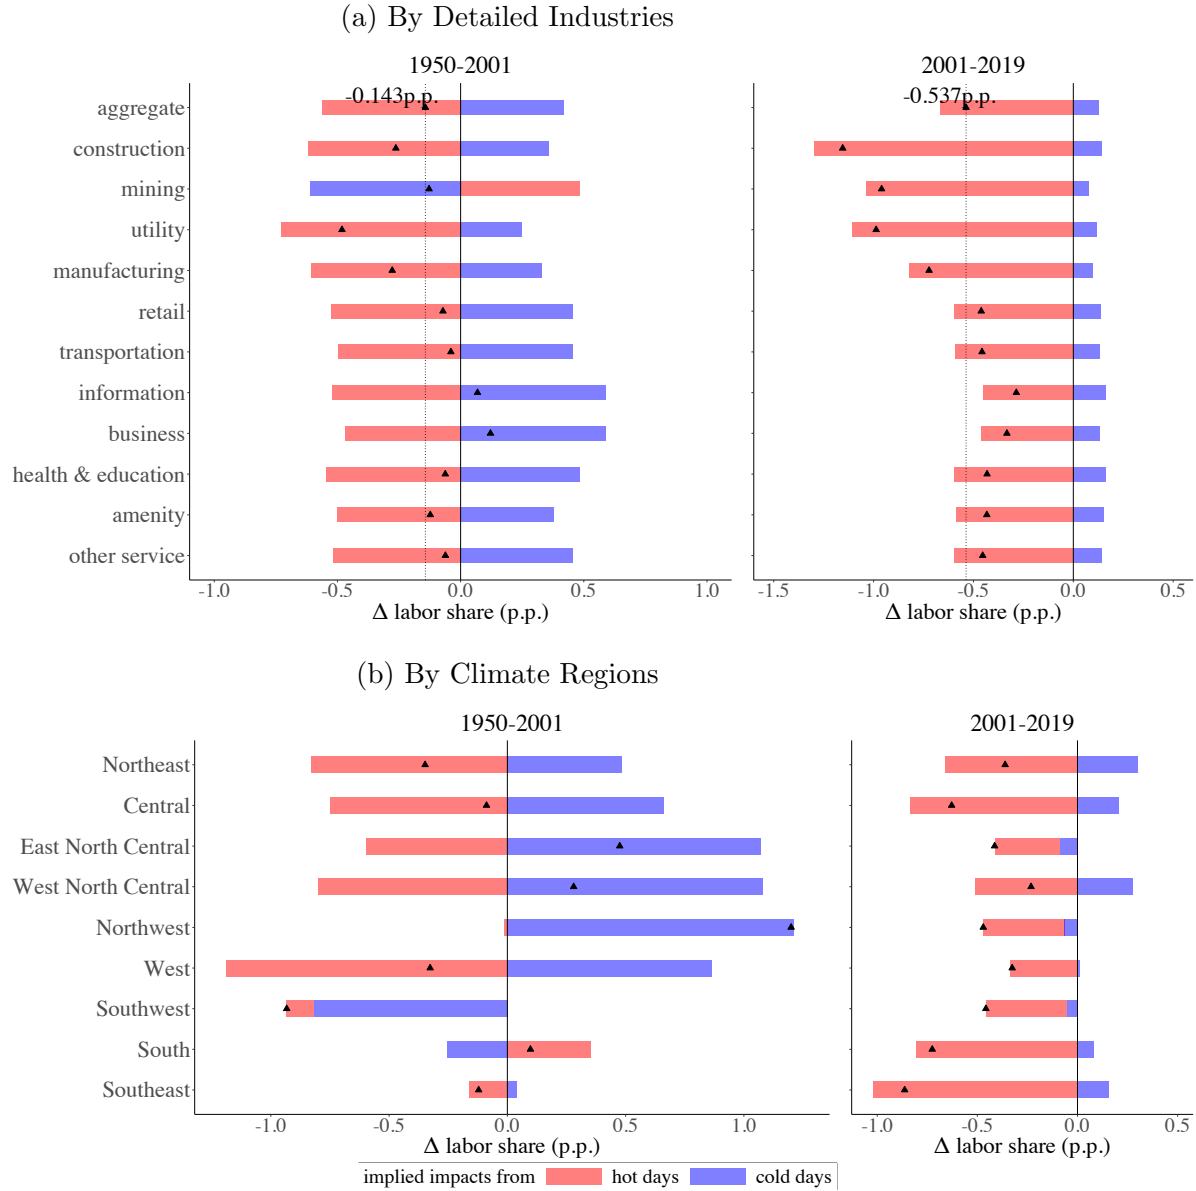 (a) By Detailed Industries
1950-2001
2001-2019
-0.143p.p.
-0.537p.p.
aggregate
construction
mining
utility
manufacturing
retail
transportation
information
business
health & education
amenity
other service
-1.0 -0.5 0.0 0.5 1.0
-1.5 -1.0 -0.5 0.0 0.5
Δ labor share (p.p.)
Δ labor share (p.p.)
(b) By Climate Regions
1950-2001
2001-2019
Northeast
Central
East North Central
West North Central
Northwest
West
Southwest
South
Southeast
-1.0 -0.5 0.0 0.5 1.0
-1.0 -0.5 0.0 0.5
Δ labor share (p.p.)
Δ labor share (p.p.)
implied impacts from hot days cold days